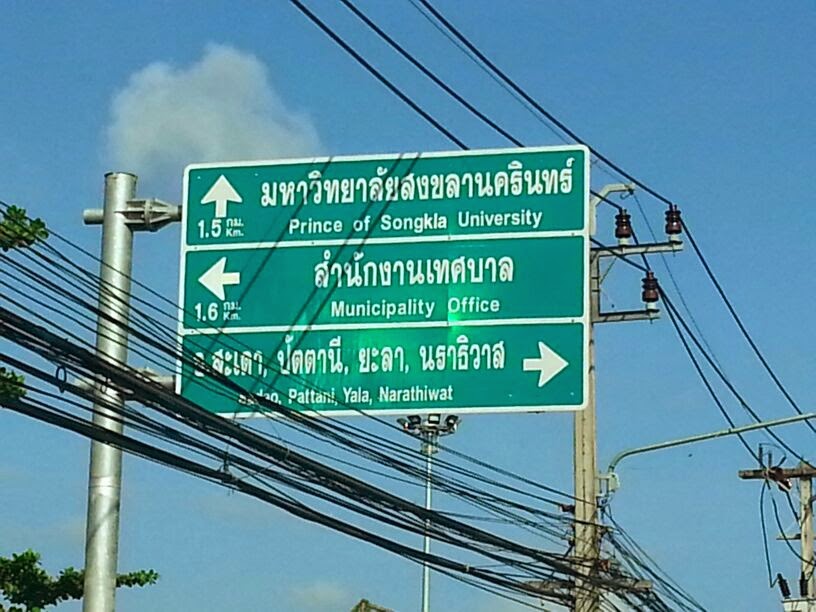 มหาวิทยาลัยสงขลานครินทร์
1.5 กม. Km.
Prince of Songkla University
สำนักงานเทศบาล
1.6 กม. Km.
Municipality Office
อ.สะเดา, ปัตตานี, ยะลา, นราธิวาส
Sadao, Pattani, Yala, Narathiwat